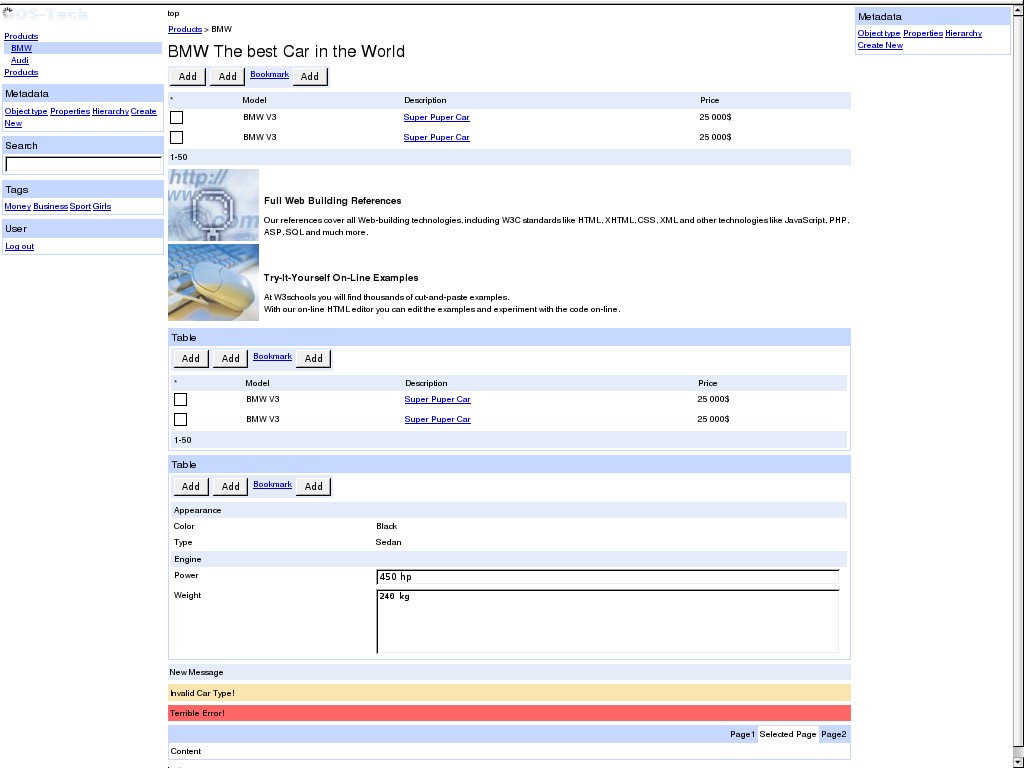 SOS-Tech
Products
BMW
Audi
Products
Metadata
Object type Properties Hierarchy Create
New
Search
Tags
Money Business Sport Girls
User
Log out
top
Products > BMW
BMW The best Car in the World
Add Add Bookmark Add
* Model Description Price
BMW V3 Super Puper Car 25 000$
BMW V3 Super Puper Car 25 000$
1-50
http://
Full Web Building References
Our references cover all Web-building technologies, including W3C standards like HTML, XHTML, CSS, XML and other technologies like JavaScript, PHP,
ASP, SQL and much more.
Try-It-Yourself On-Line Examples
At W3schools you will find thousands of cut-and-paste examples.
With our on-line HTML editor you can edit the examples and experiment with the code on-line.
Table
Add Add Bookmark Add
* Model Description Price
BMW V3 Super Puper Car 25 000$
BMW V3 Super Puper Car 25 000$
1-50
Table
Add Add Bookmark Add
Appearance
Color Black
Type Sedan
Engine
Power 450 hp
Weight 240 kg
New Message
Invalid Car Type!
Terrible Error!
Page1 Selected Page Page2
Content
Metadata
Object type Properties Hierarchy
Create New